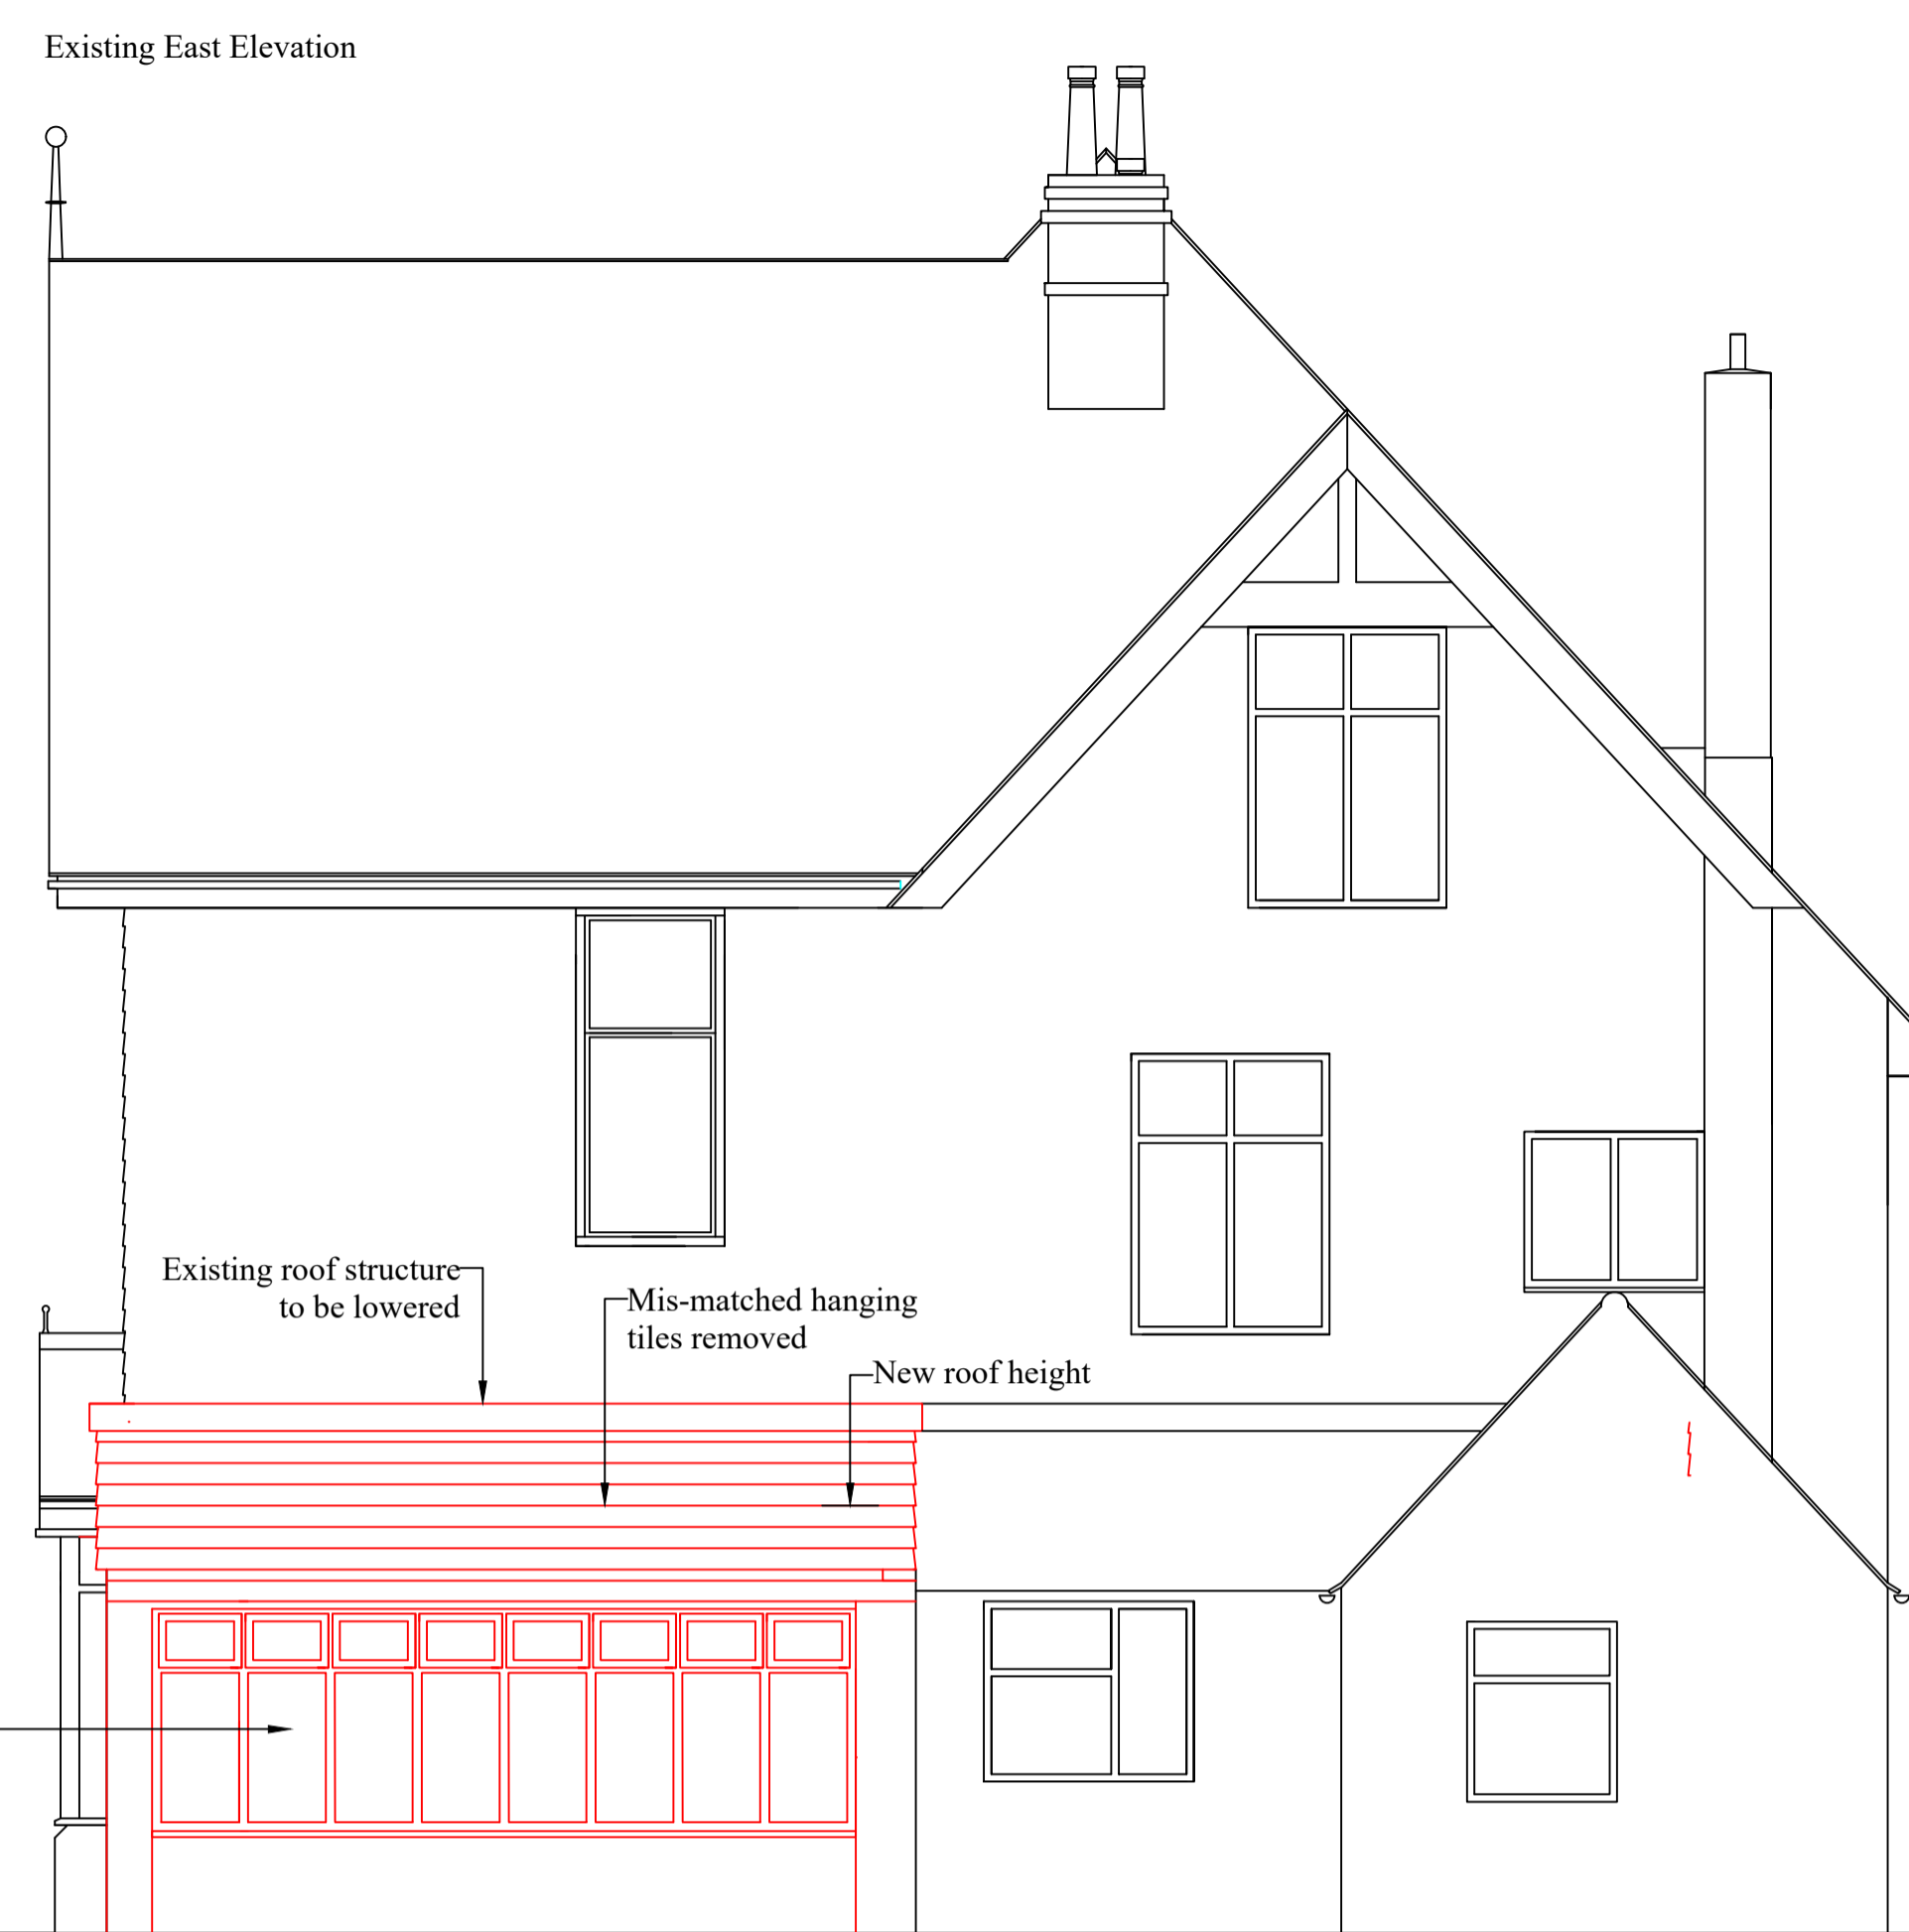 Existing East Elevation
Existing roof structure
to be lowered
Mis-matched hanging
tiles removed
New roof height